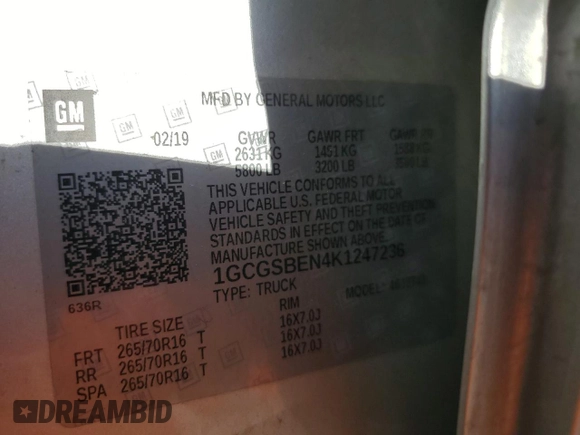 GM
MFD BY GENERAL MOTORS LLC
02/19 GVWR GAWR FRT GAWR
2631 KG 1451 KG
5800 LB 3200 LB
THIS VEHICLE CONFORMS TO ALL
APPLICABLE U.S. FEDERAL MOTOR
VEHICLE SAFETY AND THEFT PREVENTION
STANDARDS IN EFFECT ON THE DATE OF
MANUFACTURE SHOWN ABOVE.
1GCGSBEN4K1247236
TYPE: TRUCK MODEL:
636R
TIRE SIZE RIM
FRT 265/70R16 T 16X7.0J
RR 265/70R16 T 16X7.0J
SPA 265/70R16 T 16X7.0J
DREAMBID